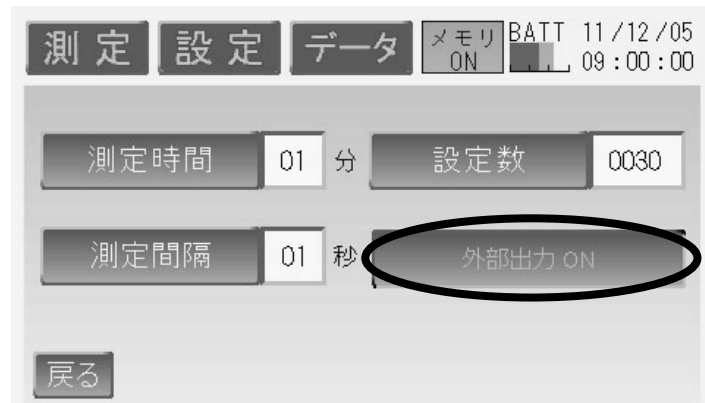 測定 設定 データ メモリ ON BATT 11/12/05 09:00:00
測定時間 01 分 設定数 0030
測定間隔 01 秒 外部出力 ON
戻る